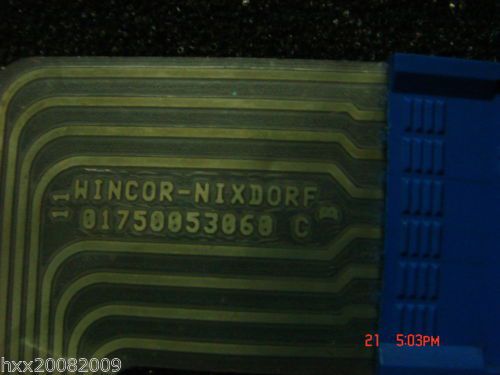 11
WINCOR-NIXDORF
01750053060 C
21 5:03PM
hxx20082009